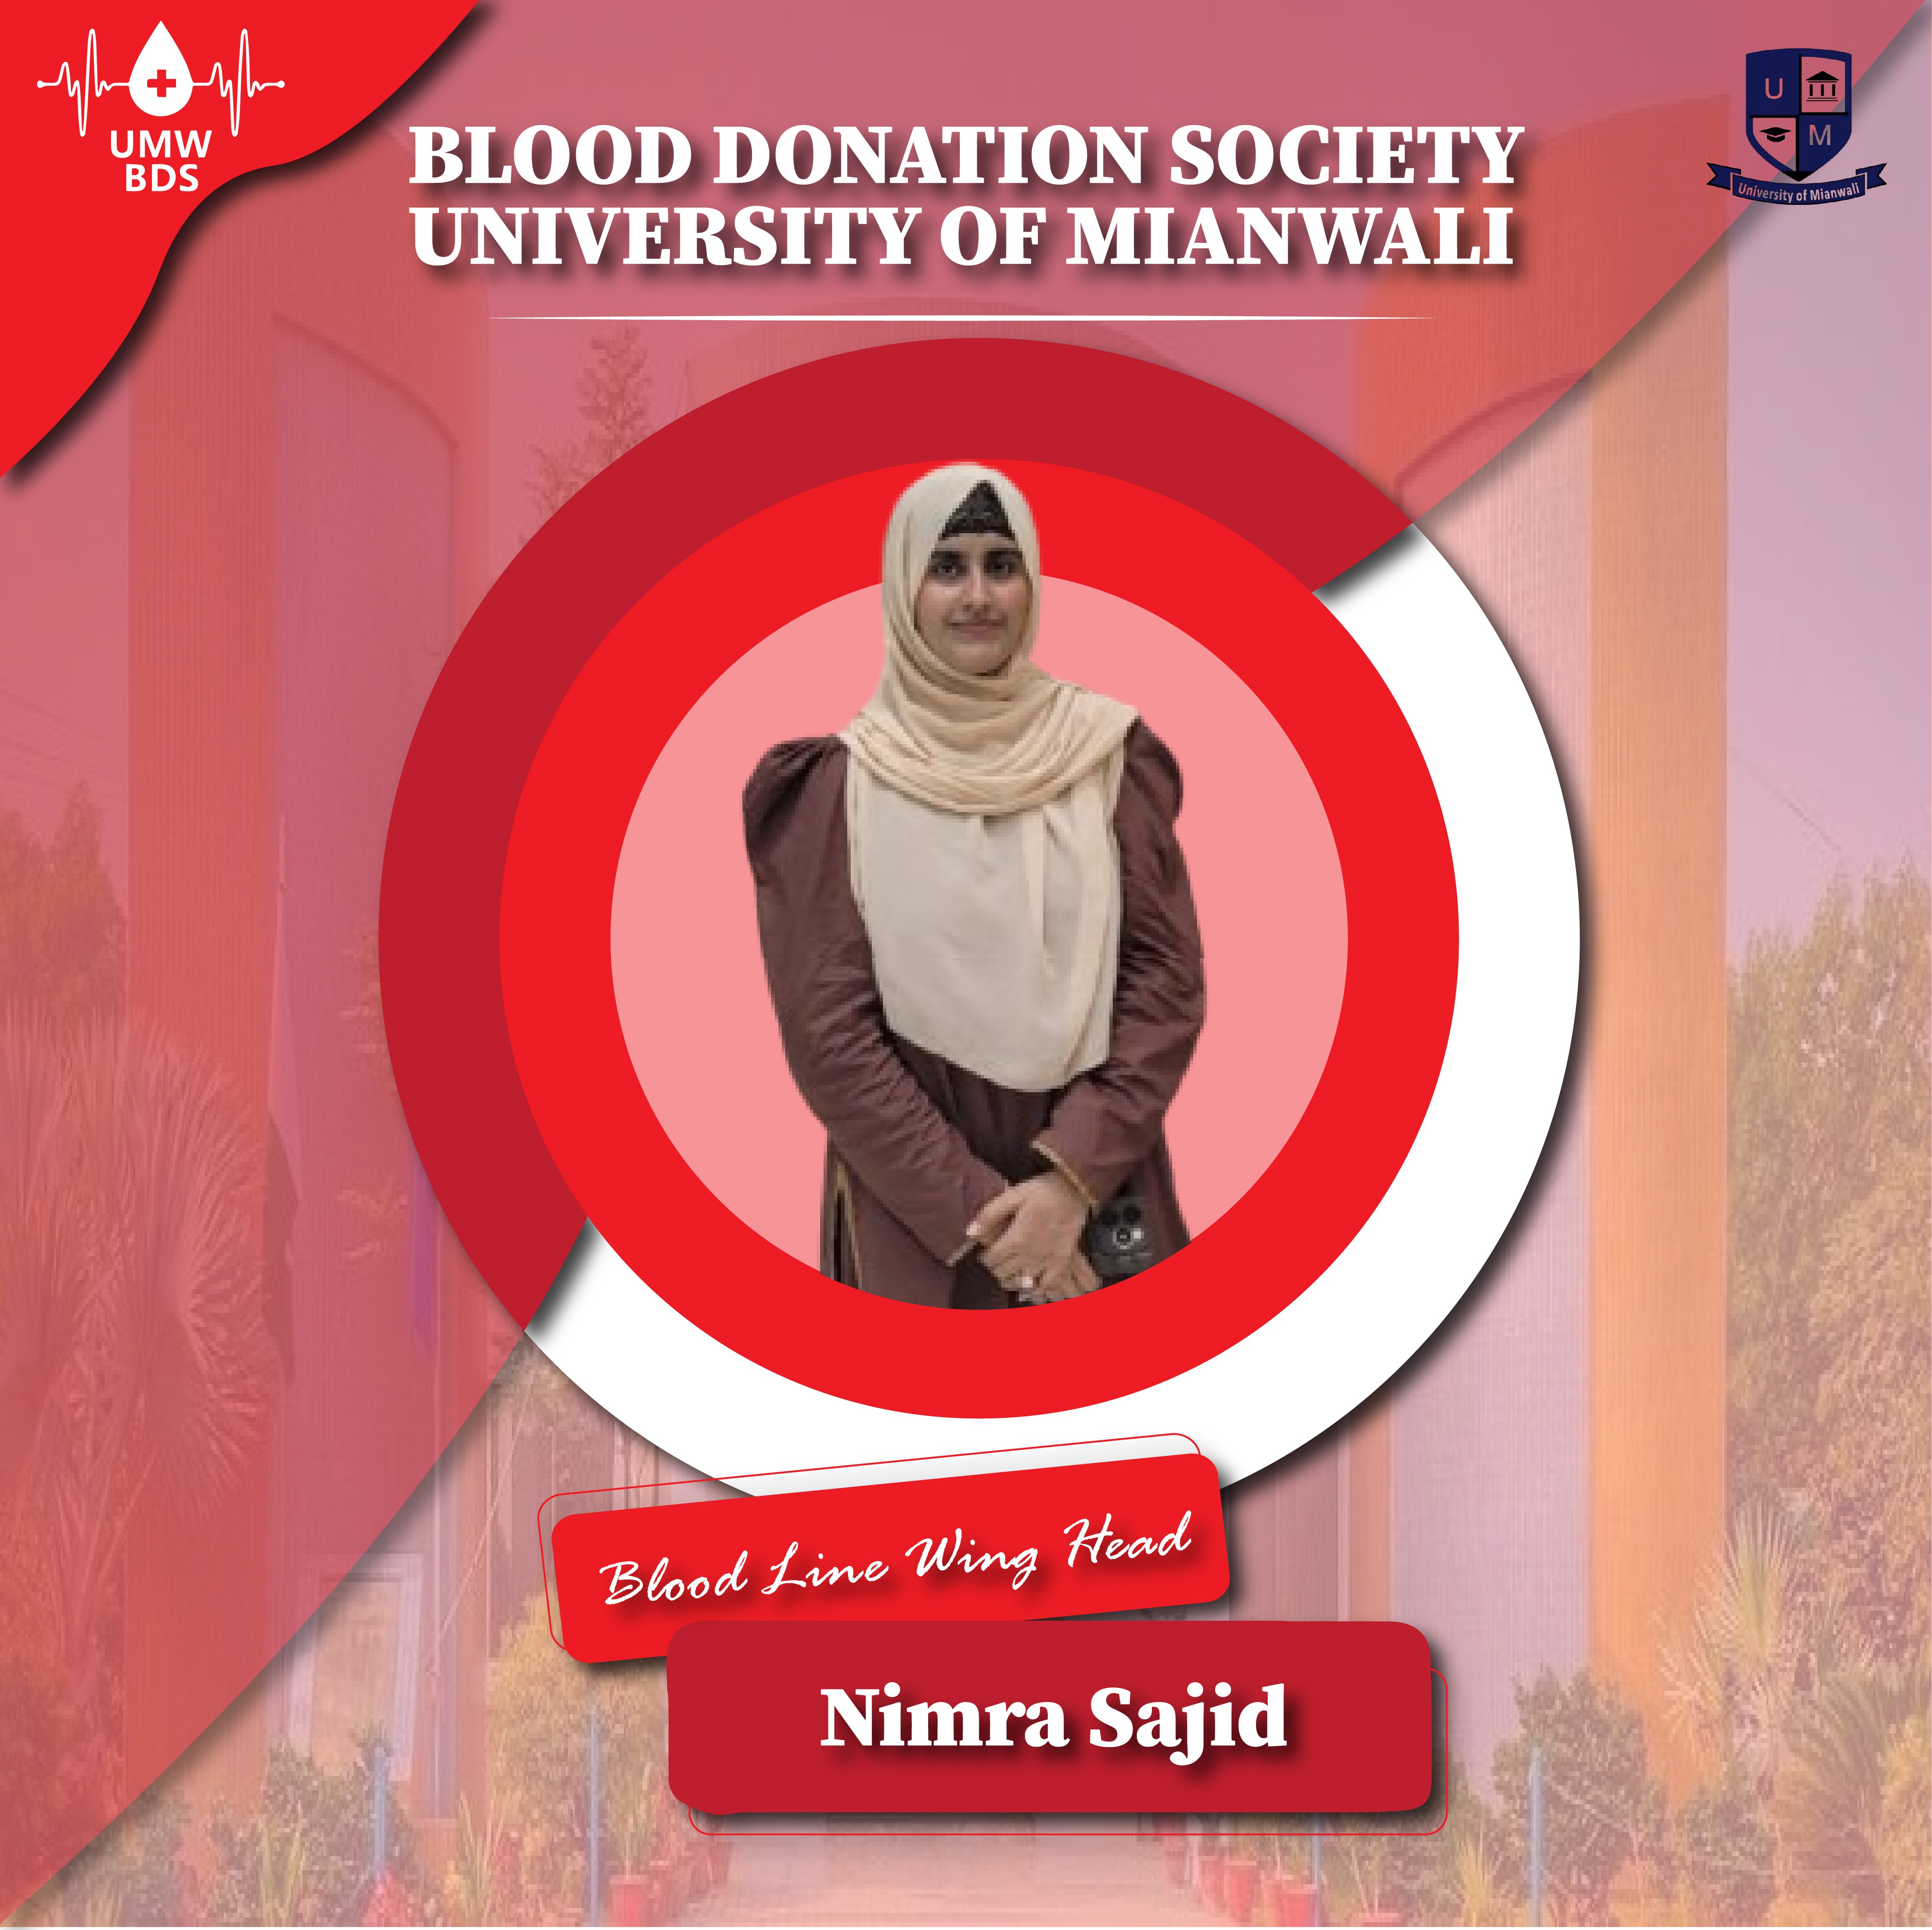 UMW
BDS
BLOOD DONATION SOCIETY
UNIVERSITY OF MIANWALI
U
M
University of Mianwali
Blood Line Wing Head
Nimra Sajid